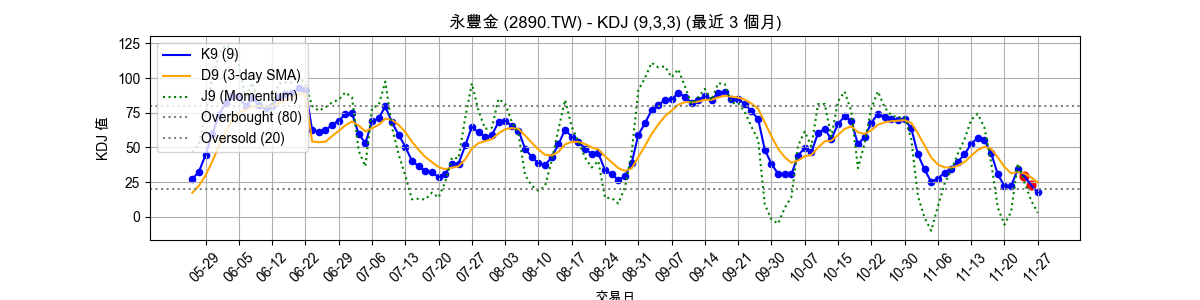 永豐金 (2890.TW) - KDJ (9,3,3) (最近 3 個月)
KDJ 值
125
100
75
50
25
0
K9 (9)
D9 (3-day SMA)
J9 (Momentum)
Overbought (80)
Oversold (20)
05-29 06-05 06-12 06-22 06-29 07-06 07-13 07-20 07-27 08-03 08-10 08-17 08-24 08-31 09-07 09-14 09-21 09-30 10-07 10-15 10-22 10-30 11-06 11-13 11-20 11-27
交易日